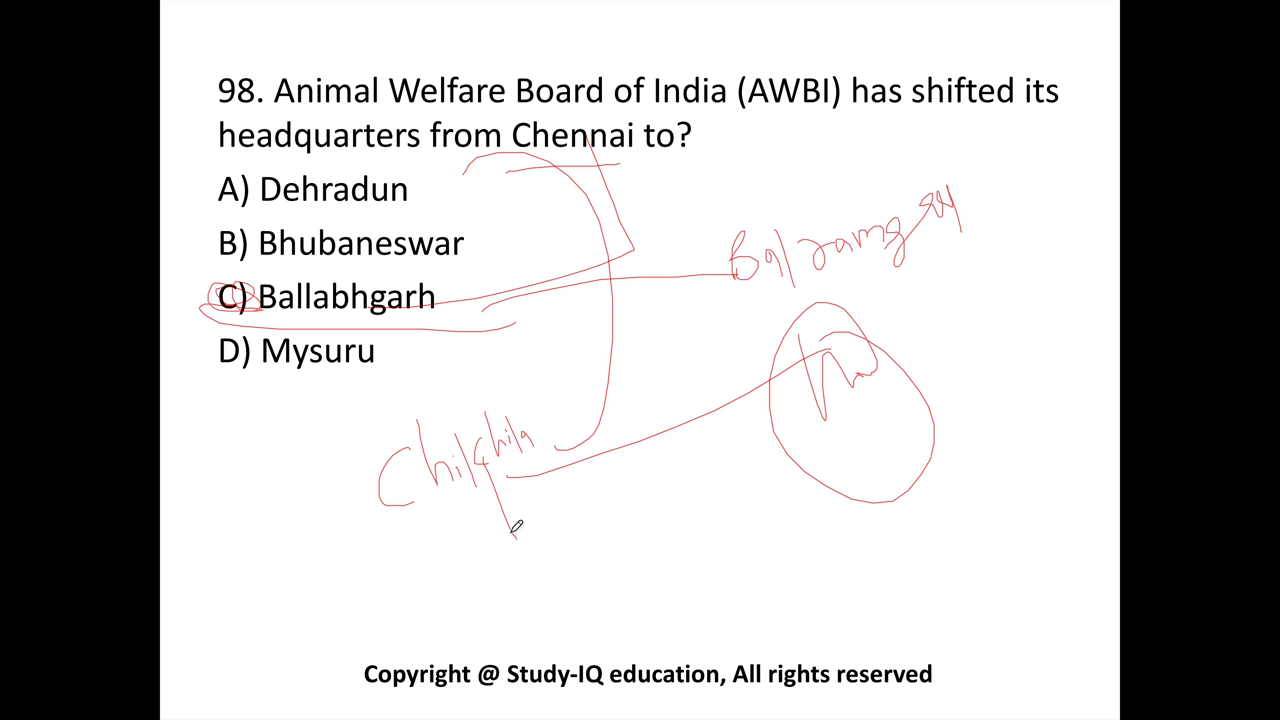 98. Animal Welfare Board of India (AWBI) has shifted its
headquarters from Chennai to?
A) Dehradun
B) Bhubaneswar
C) Ballabhgarh
D) Mysuru
Copyright @ Study-IQ education, All rights reserved